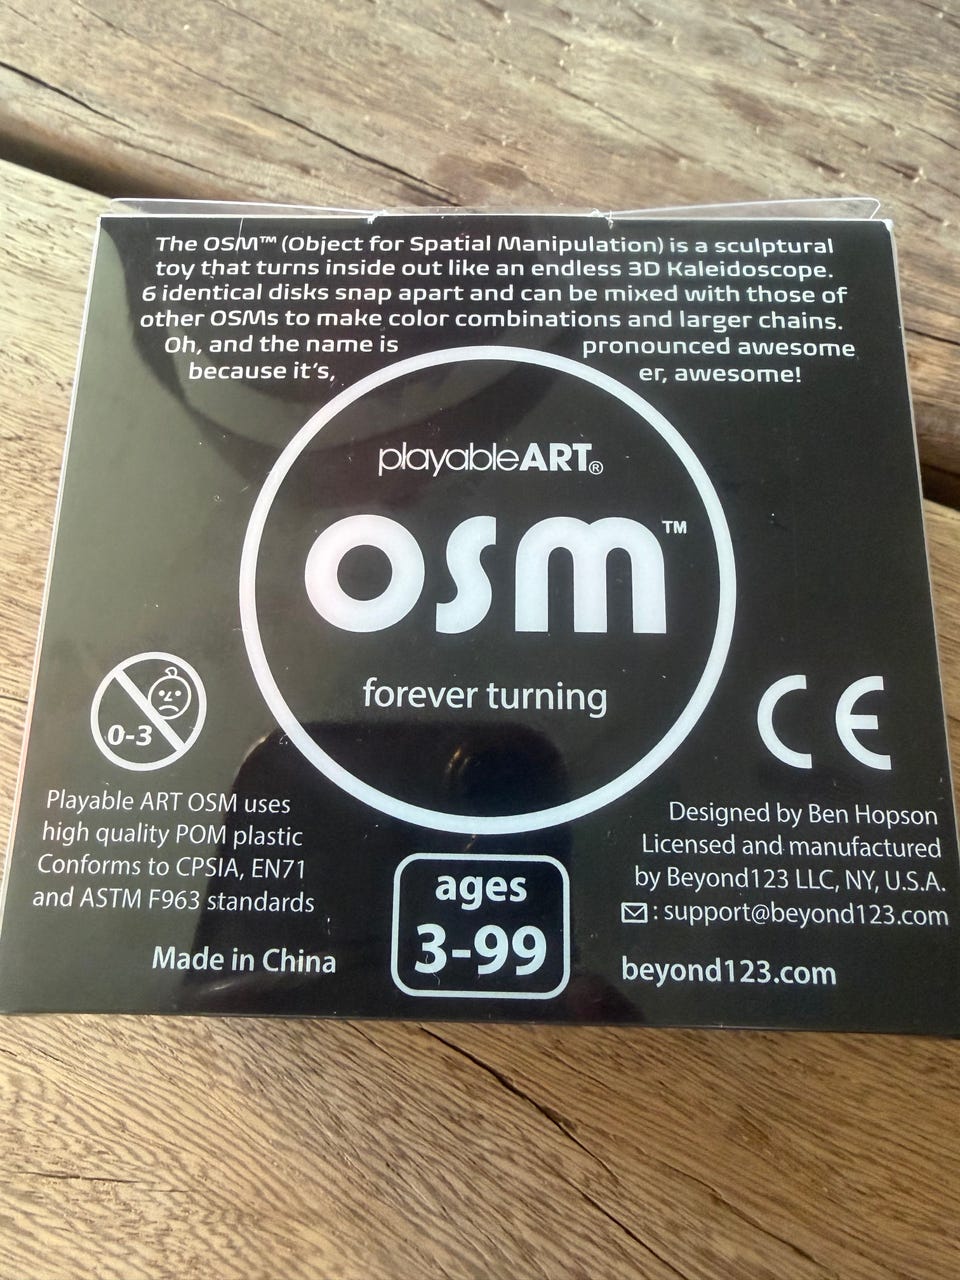 The OSM™ (Object for Spatial Manipulation) is a sculptural
toy that turns inside out like an endless 3D Kaleidoscope.
6 identical disks snap apart and can be mixed with those of
other OSMs to make color combinations and larger chains.
Oh, and the name is pronounced awesome
because it's, er, awesome!
playableART®
osm™
forever turning
0-3
CE
Playable ART OSM uses
high quality POM plastic
Conforms to CPSIA, EN71
and ASTM F963 standards
Made in China
ages
3-99
Designed by Ben Hopson
Licensed and manufactured
by Beyond123 LLC, NY, U.S.A.
: support@beyond123.com
beyond123.com